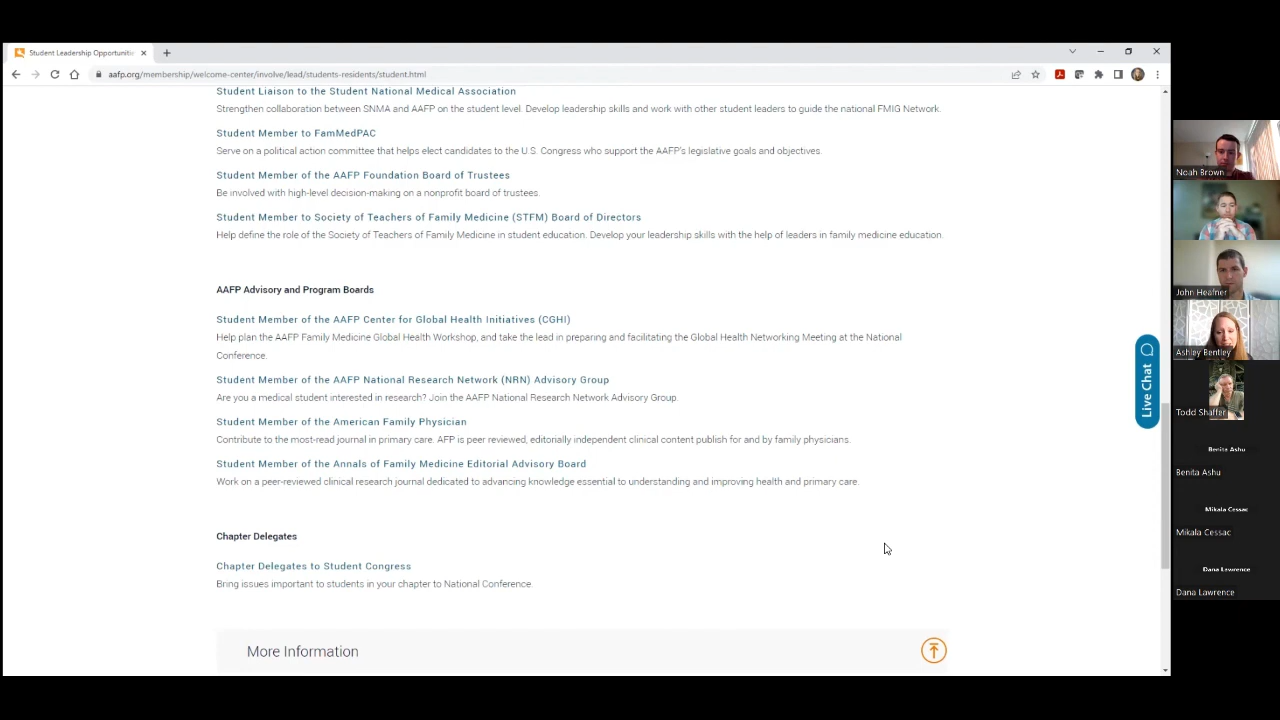 Student Leadership Opportunitie
aafp.org/membership/welcome-center/involve/lead/students-residents/student.html
Student Liaison to the Student National Medical Association
Strengthen collaboration between SNMA and AAFP on the student level. Develop leadership skills and work with other student leaders to guide the national FMIG Network.
Student Member to FamMedPAC
Serve on a political action committee that helps elect candidates to the U.S. Congress who support the AAFP's legislative goals and objectives.
Student Member of the AAFP Foundation Board of Trustees
Be involved with high-level decision-making on a nonprofit board of trustees.
Student Member to Society of Teachers of Family Medicine (STFM) Board of Directors
Help define the role of the Society of Teachers of Family Medicine in student education. Develop your leadership skills with the help of leaders in family medicine education.
AAFP Advisory and Program Boards
Student Member of the AAFP Center for Global Health Initiatives (CGHI)
Help plan the AAFP Family Medicine Global Health Workshop, and take the lead in preparing and facilitating the Global Health Networking Meeting at the National
Conference.
Student Member of the AAFP National Research Network (NRN) Advisory Group
Are you a medical student interested in research? Join the AAFP National Research Network Advisory Group.
Student Member of the American Family Physician
Contribute to the most-read journal in primary care. AFP is peer reviewed, editorially independent clinical content publish for and by family physicians.
Student Member of the Annals of Family Medicine Editorial Advisory Board
Work on a peer-reviewed clinical research journal dedicated to advancing knowledge essential to understanding and improving health and primary care.
Chapter Delegates
Chapter Delegates to Student Congress
Bring issues important to students in your chapter to National Conference.
More Information
Live Chat
Noah Brown
John Heafner
Ashley Bentley
Todd Shaffer
Benita Ashu
Benita Ashu
Mikala Cessac
Mikala Cessac
Dana Lawrence
Dana Lawrence